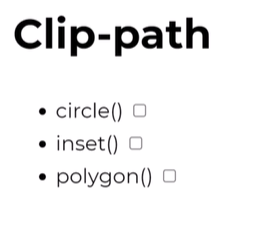 Clip-path
• circle()
• inset()
• polygon()